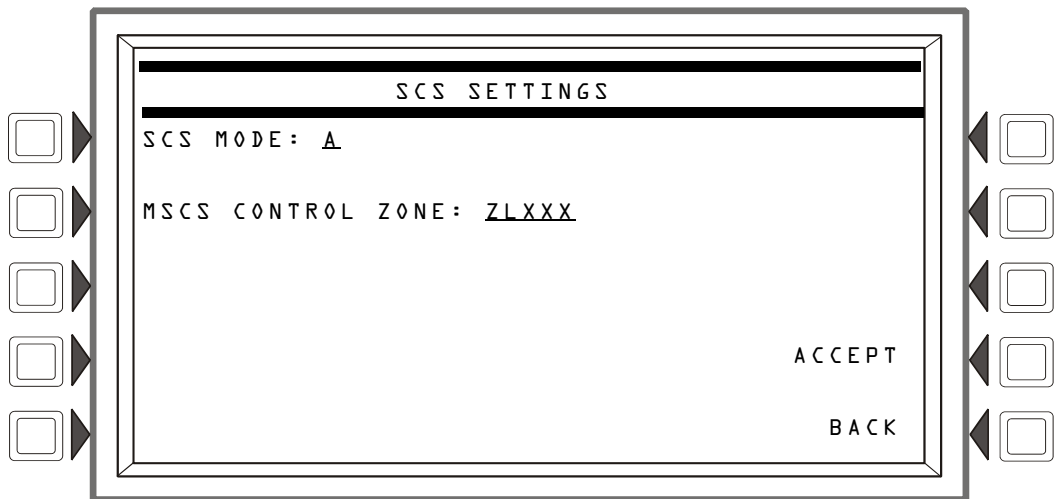 SCS SETTINGS
SCS MODE: A
MSCS CONTROL ZONE: ZLXXX
ACCEPT
BACK